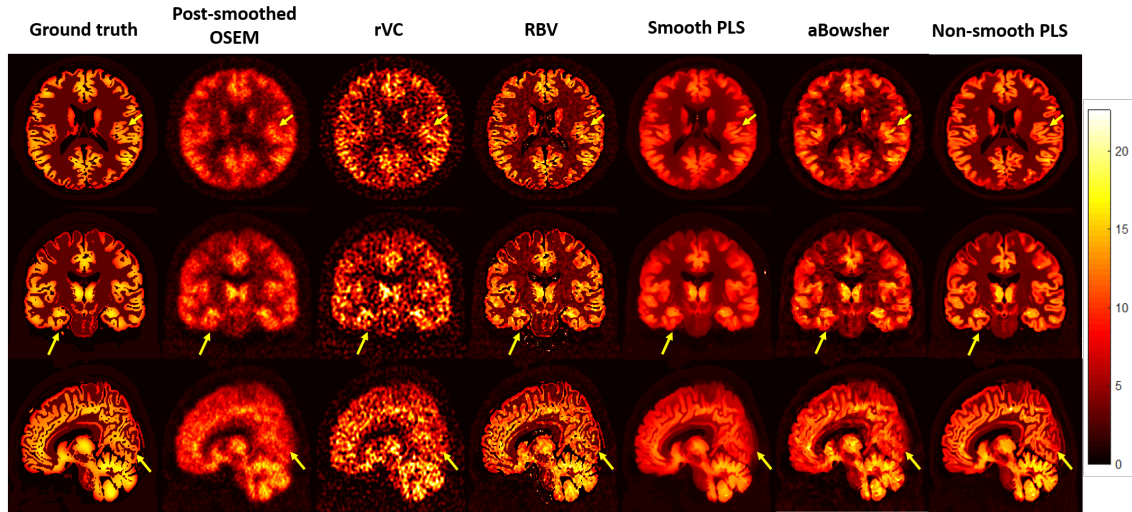 Ground truth
Post-smoothed
OSEM
rVC
RBV
Smooth PLS
aBowsher
Non-smooth PLS
20
15
10
5
0